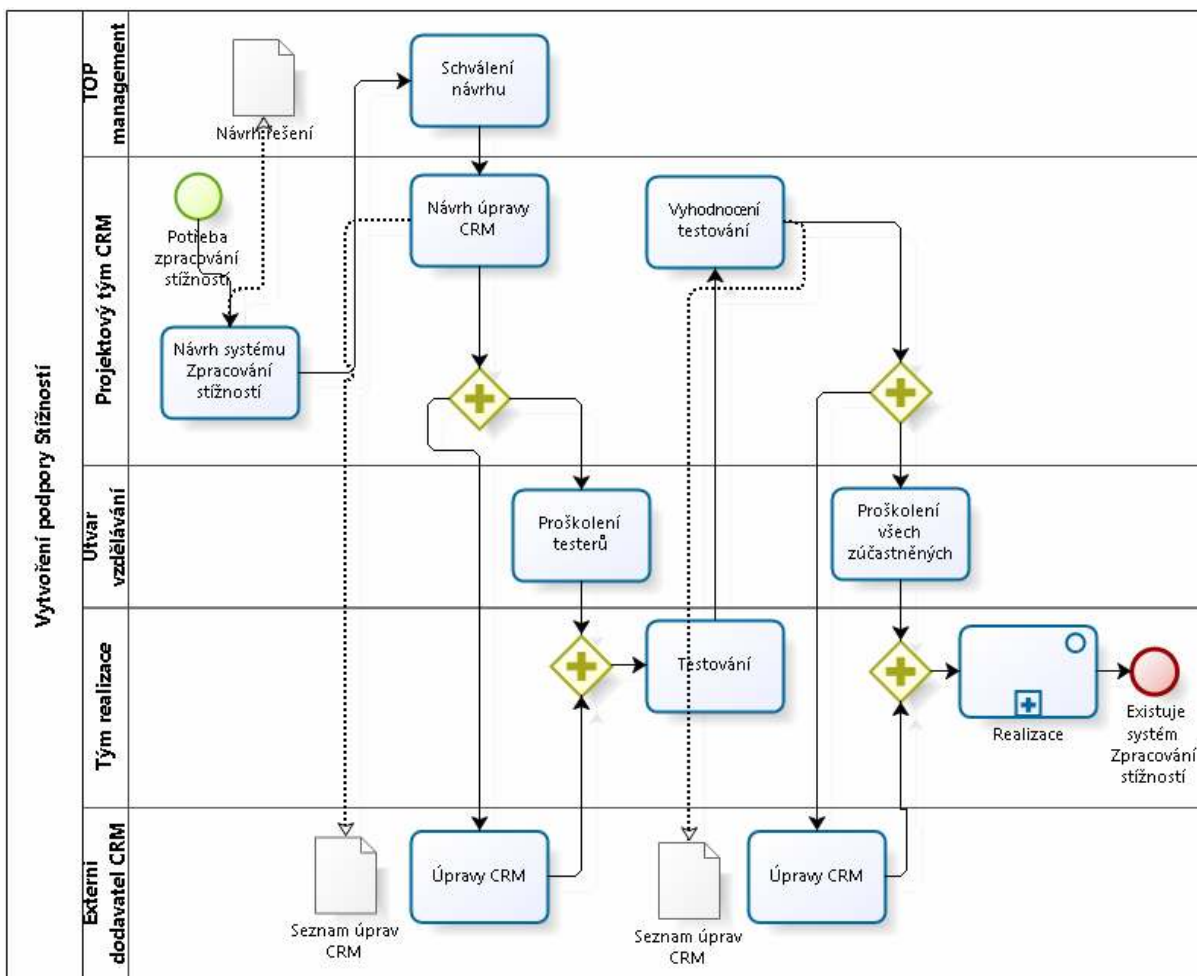 Vytvoření podpory Stížností
TOP
management
Návrh řešení
Schválení
návrhu
Projektový tým CRM
Potřeba
zpracování
stížností
Návrh systému
Zpracování
stížností
Návrh úpravy
CRM
Vyhodnocení
testování
Útvar
vzdělávání
Proškolení
testerů
Proškolení
všech
zúčastněných
Tým realizace
Testování
Realizace
Existuje
systém
Zpracování
stížností
Externí
dodavatel CRM
Seznam úprav
CRM
Úpravy CRM
Seznam úprav
CRM
Úpravy CRM